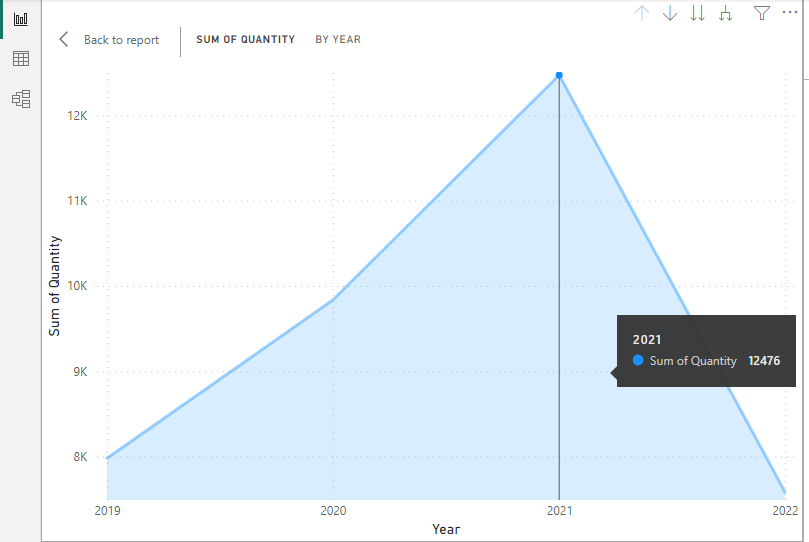 Back to report
SUM OF QUANTITY
BY YEAR
12K
11K
10K
9K
8K
Sum of Quantity
2021
Sum of Quantity 12476
2019 2020 2021 2022
Year